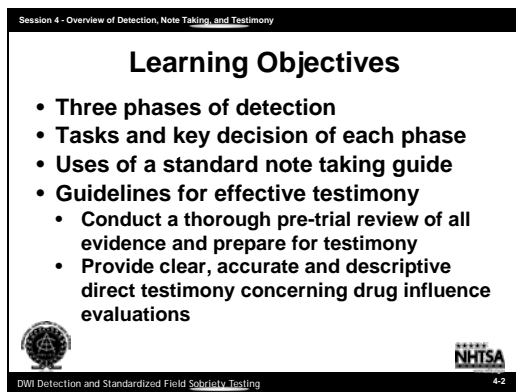 Session 4 - Overview of Detection, Note Taking, and Testimony
Learning Objectives
• Three phases of detection
• Tasks and key decision of each phase
• Uses of a standard note taking guide
• Guidelines for effective testimony
• Conduct a thorough pre-trial review of all
evidence and prepare for testimony
• Provide clear, accurate and descriptive
direct testimony concerning drug influence
evaluations
NHTSA
DWI Detection and Standardized Field Sobriety Testing
4-2